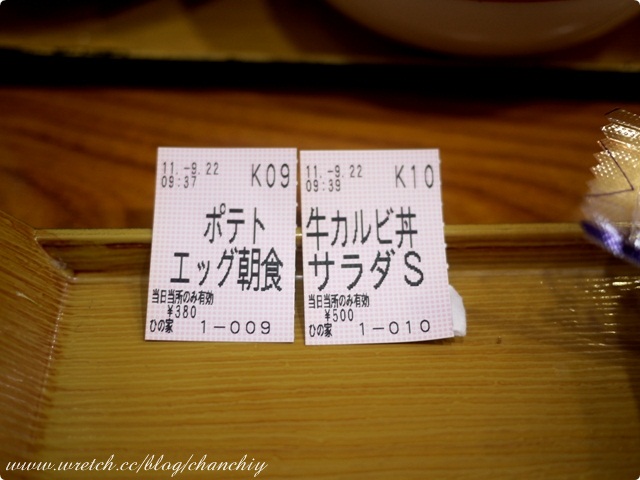 11.-9.22
09:37
K09
ポテト
エッグ朝食
当日当所のみ有効
¥380
ひの家 1-009
11.-9.22
09:39
K10
牛カルビ丼
サラダS
当日当所のみ有効
¥500
ひの家 1-010
www.wretch.cc/blog/chanchiy